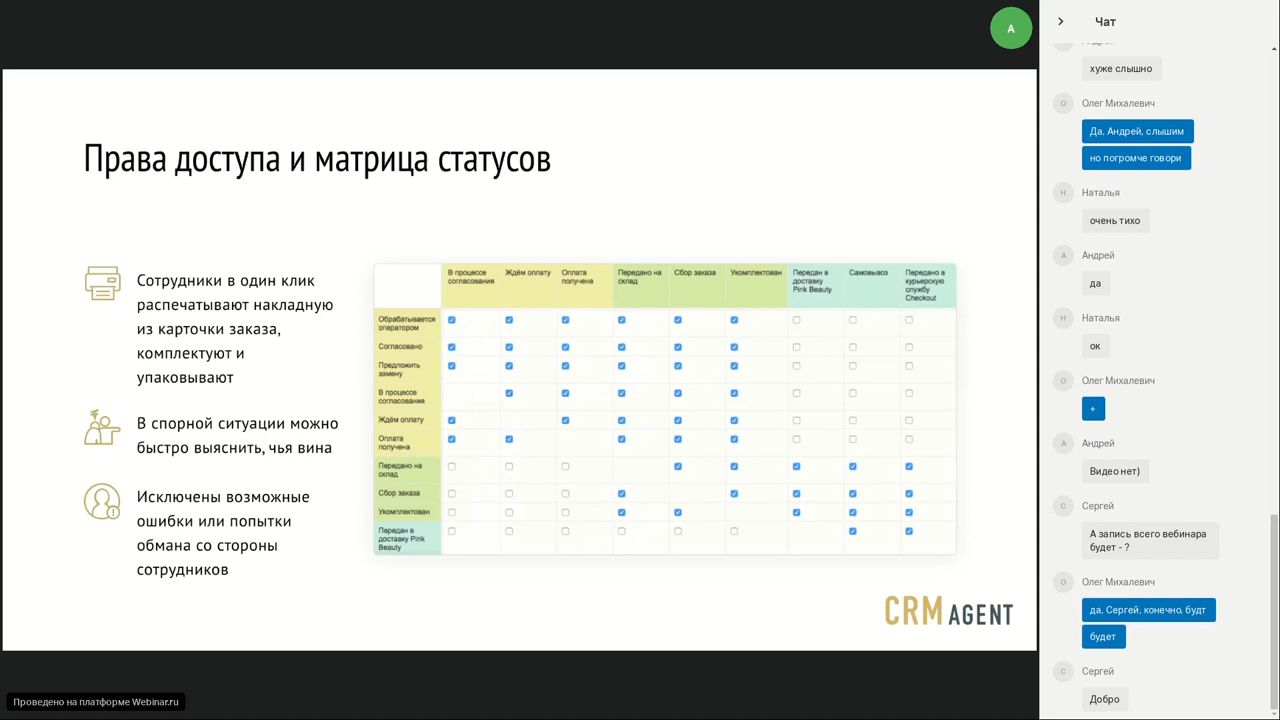 A
Права доступа и матрица статусов
Сотрудники в один клик
распечатывают накладную
из карточки заказа,
комплектуют и
упаковывают
В спорной ситуации можно
быстро выяснить, чья вина
Исключены возможные
ошибки или попытки
обмана со стороны
сотрудников
В процессе
согласования
Ждём оплату
Оплата
получена
Передано на
склад
Сбор заказа
Укомплектован
Передан в
доставку
Pink Beauty
Самовывоз
Передано в
курьерскую
службу
Checkout
Обрабатывается
оператором
Согласовано
Предложить
замену
В процессе
согласования
Ждём оплату
Оплата
получена
Передано на
склад
Сбор заказа
Укомплектован
Передан в
доставку Pink
Beauty
CRM AGENT
Проведено на платформе Webinar.ru
Чат
хуже слышно
О Олег Михалевич
Да, Андрей, слышим
но погромче говори
Н Наталья
очень тихо
А Андрей
да
Н Наталья
ок
О Олег Михалевич
+
А Андрей
Видео нет)
С Сергей
А запись всего вебинара
будет - ?
О Олег Михалевич
да, Сергей, конечно, будт
будет
С Сергей
Добро